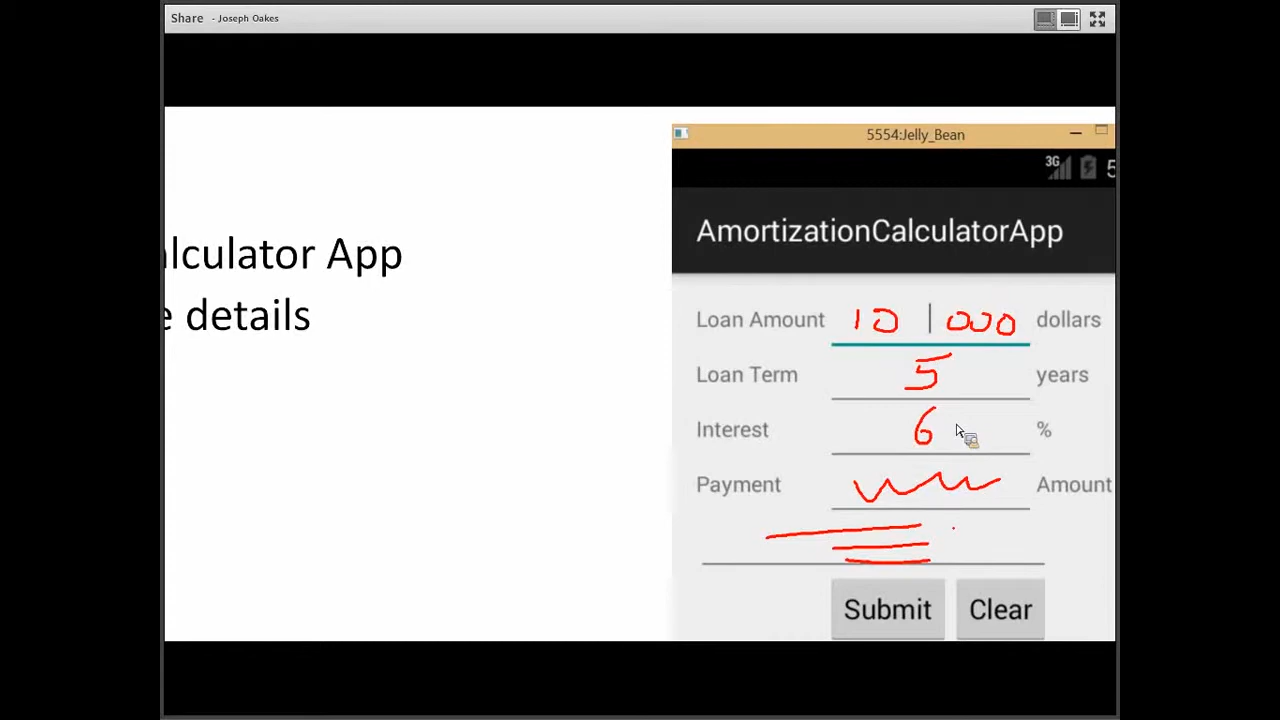 Share - Joseph Oakes
5554:Jelly_Bean
3G 5
AmortizationCalculatorApp
lculator App
e details
Loan Amount 10 000 dollars
Loan Term 5 years
Interest 6 %
Payment Amount
Submit Clear